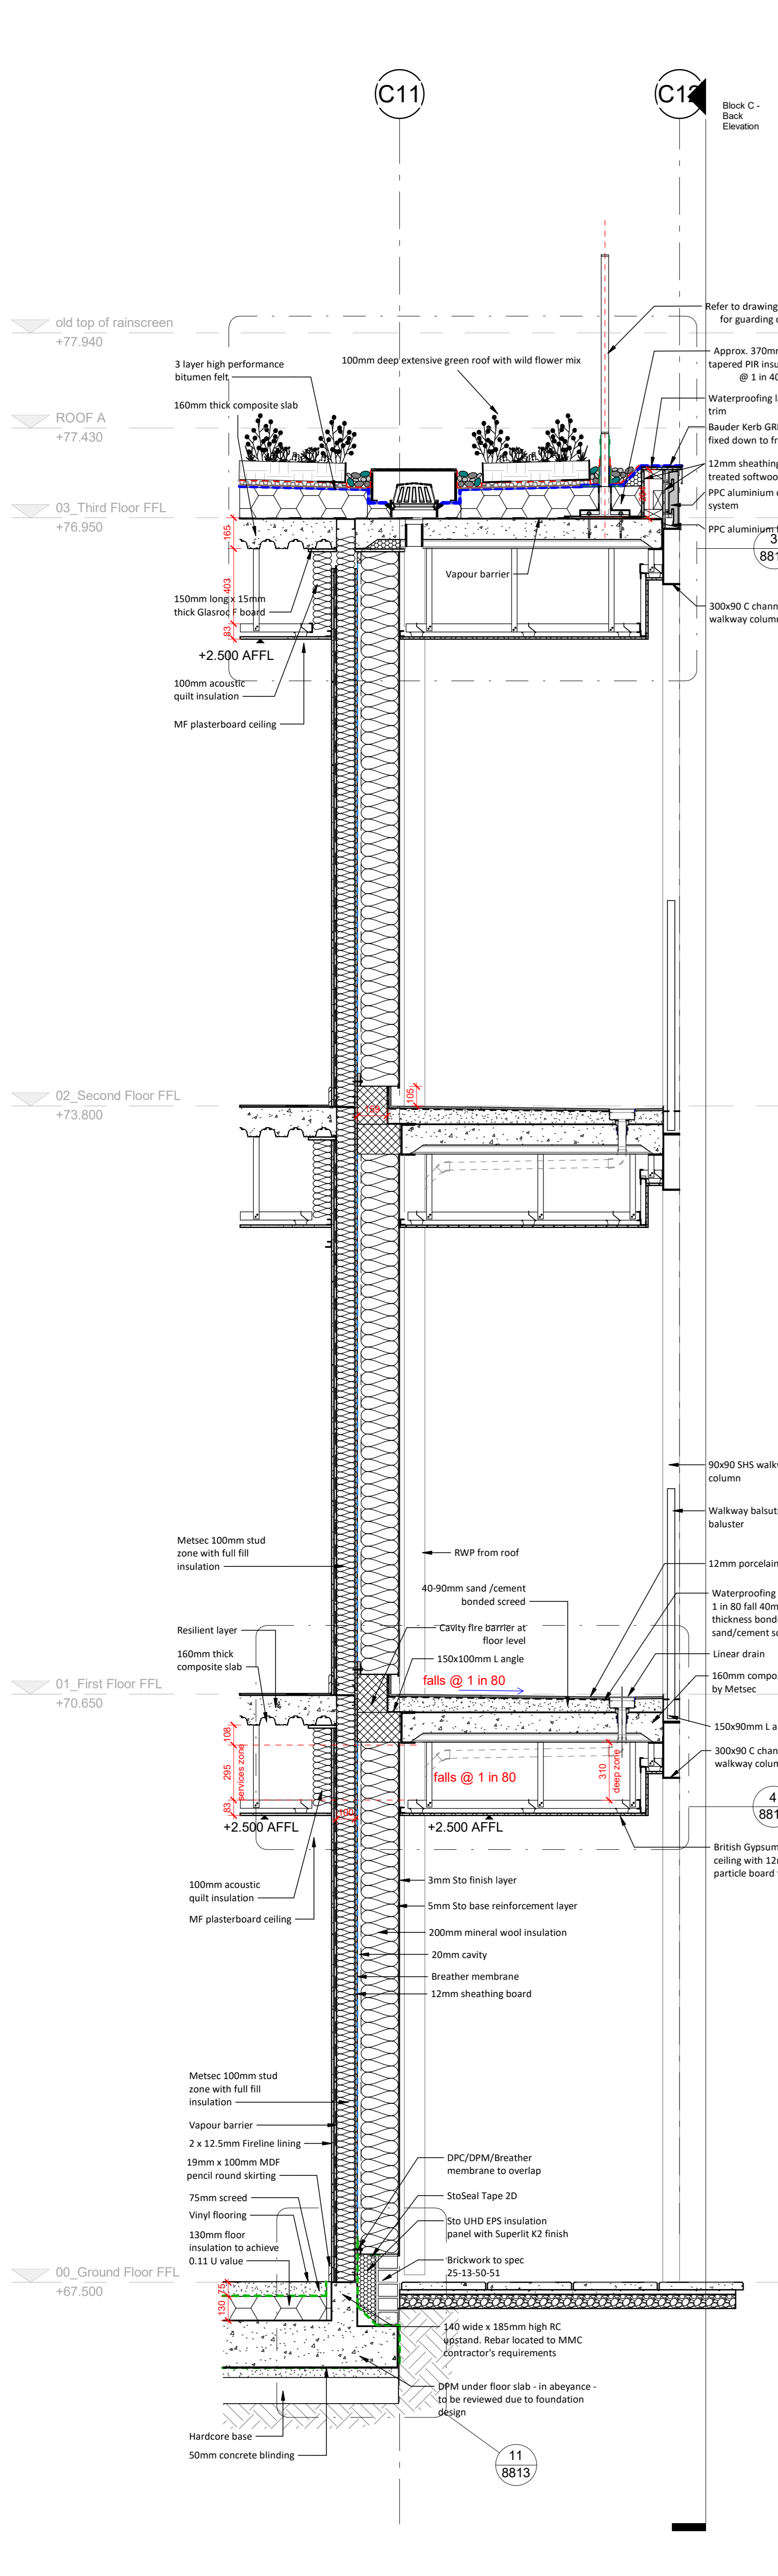 C11
C12
Block C -
Back
Elevation
old top of rainscreen
+77.940
ROOF A
+77.430
03_Third Floor FFL
+76.950
3 layer high performance
bitumen felt
160mm thick composite slab
100mm deep extensive green roof with wild flower mix
Refer to drawing
for guarding
Approx. 370mm
tapered PIR
@ 1 in 40
Waterproofing
trim
Bauder Kerb
fixed down to
12mm sheathing
treated
PPC aluminium
system
PPC aluminium
3
300x90 C
walkway
165
403
83
150mm long x 15mm
thick Glasroc F board
Vapour barrier
+2.500 AFFL
100mm acoustic
quilt insulation
MF plasterboard ceiling
02_Second Floor FFL
+73.800
105
90x90 SHS
column
Walkway
baluster
Metsec 100mm stud
zone with full fill
insulation
RWP from roof
12mm porcelain
40-90mm sand /cement
bonded screed
Waterproofing
1 in 80 fall
thickness
sand/cement
Resilient layer
Cavity fire barrier at
floor level
160mm thick
composite slab
150x100mm L angle
Linear drain
01_First Floor FFL
+70.650
falls @ 1 in 80
160mm
by Metsec
150x90mm L
300x90 C
walkway
108
295
services zone
83
falls @ 1 in 80
310
deep zone
100
4
+2.500 AFFL
+2.500 AFFL
British Gypsum
ceiling with
particle board
100mm acoustic
quilt insulation
MF plasterboard ceiling
3mm Sto finish layer
5mm Sto base reinforcement layer
200mm mineral wool insulation
20mm cavity
Breather membrane
12mm sheathing board
Metsec 100mm stud
zone with full fill
insulation
Vapour barrier
2 x 12.5mm Fireline lining
19mm x 100mm MDF
pencil round skirting
75mm screed
Vinyl flooring
130mm floor
insulation to achieve
0.11 U value
DPC/DPM/Breather
membrane to overlap
StoSeal Tape 2D
Sto UHD EPS insulation
panel with Superlit K2 finish
Brickwork to spec
25-13-50-51
00_Ground Floor FFL
+67.500
75
130
140 wide x 185mm high RC
upstand. Rebar located to MMC
contractor's requirements
DPM under floor slab - in abeyance -
to be reviewed due to foundation
design
Hardcore base
50mm concrete blinding
11
8813